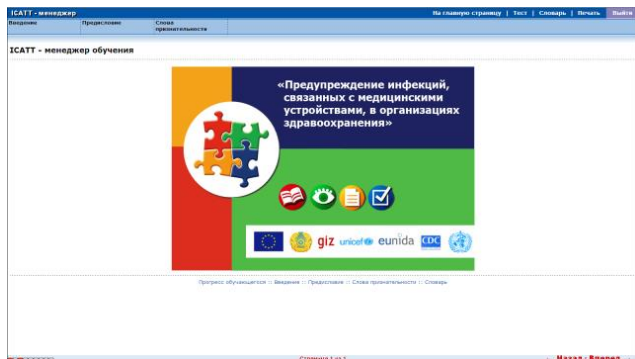 ICATT - менеджер
На главную страницу | Тест | Словарь | Печать
Выйти
Введение
Предисловие
Слова
признательности
ICATT – менеджер обучения
«Предупреждение инфекций,
связанных с медицинскими
устройствами, в организациях
здравоохранения»
giz
unicef
eunida
CDC
Прогресс обучающегося :: Введение :: Предисловие :: Слова признательности :: Словарь
Страница 1 из 1
Назад : Вперед